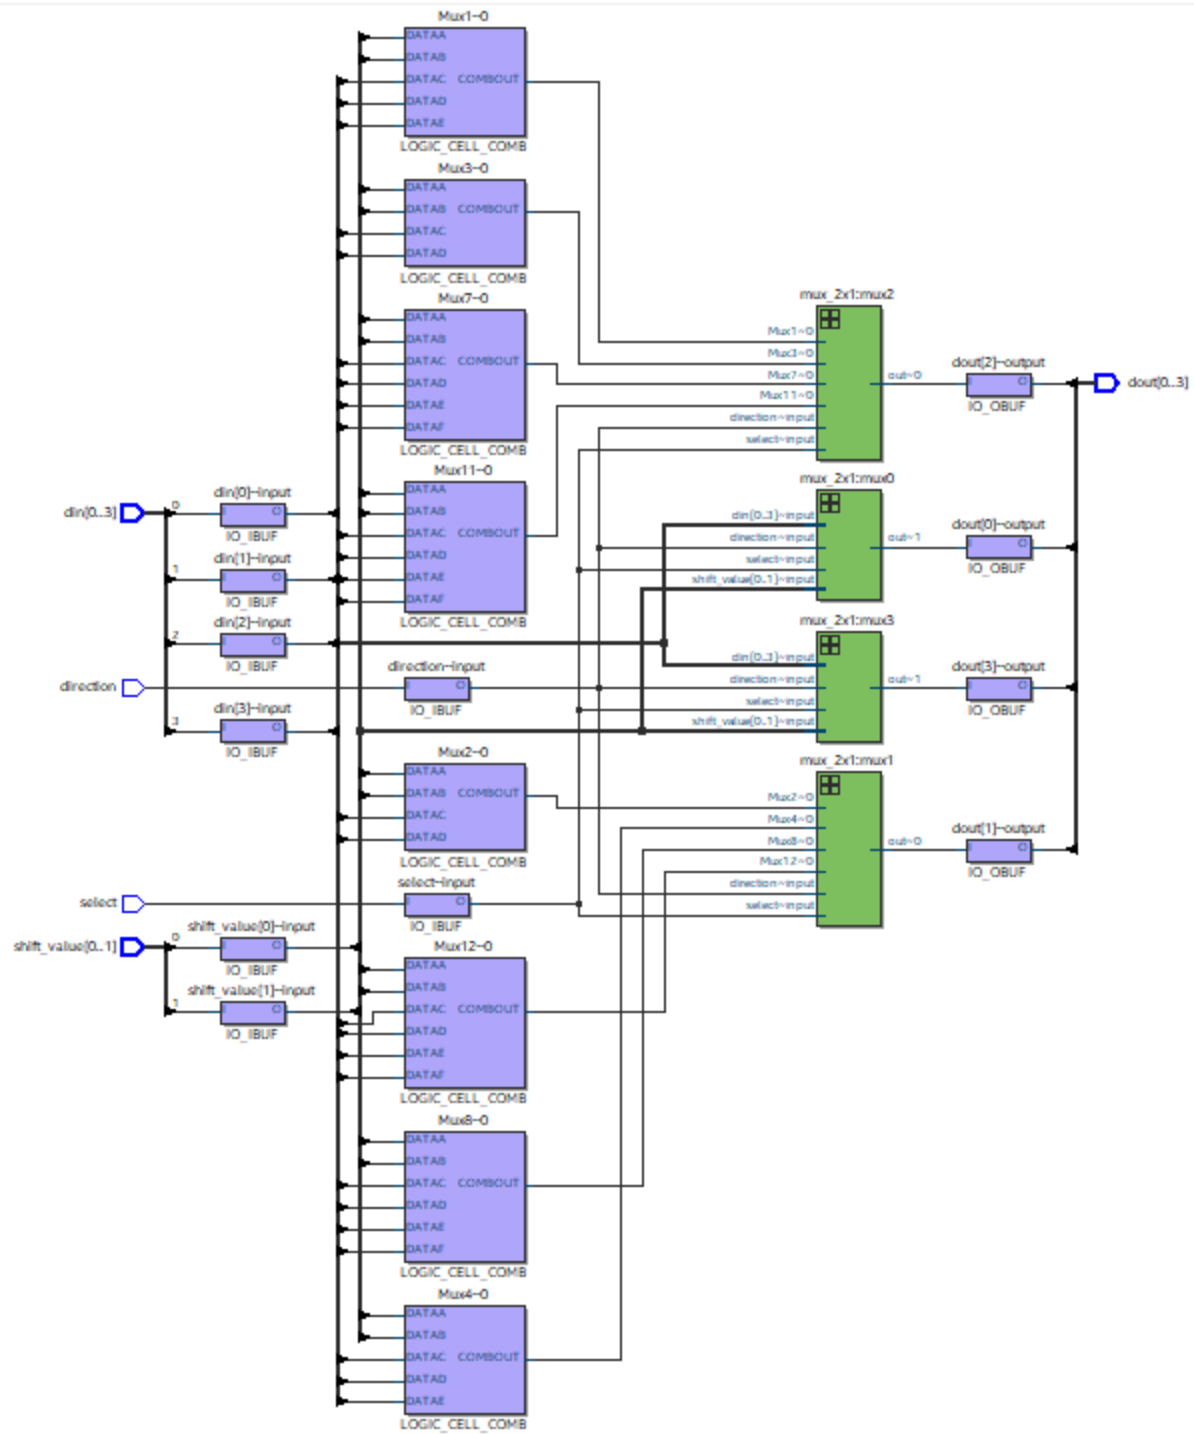 Mux1~0
DATAA
DATAB
DATAC COMBOUT
DATAD
DATAE
LOGIC_CELL_COMB
Mux3~0
DATAA
DATAB COMBOUT
DATAC
DATAD
LOGIC_CELL_COMB
Mux7~0
DATAA
DATAB
DATAC COMBOUT
DATAD
DATAE
DATAF
LOGIC_CELL_COMB
Mux11~0
DATAA
DATAB
DATAC COMBOUT
DATAD
DATAE
DATAF
LOGIC_CELL_COMB
din[0..3]
0
din[0]~input
I O
IO_IBUF
1
din[1]~input
I O
IO_IBUF
2
din[2]~input
I O
IO_IBUF
direction
direction~input
I O
IO_IBUF
3
din[3]~input
I O
IO_IBUF
Mux2~0
DATAA
DATAB COMBOUT
DATAC
DATAD
LOGIC_CELL_COMB
select
select~input
I O
IO_IBUF
shift_value[0..1]
0
shift_value[0]~input
I O
IO_IBUF
1
shift_value[1]~input
I O
IO_IBUF
Mux12~0
DATAA
DATAB
DATAC COMBOUT
DATAD
DATAE
DATAF
LOGIC_CELL_COMB
Mux8~0
DATAA
DATAB
DATAC COMBOUT
DATAD
DATAE
DATAF
LOGIC_CELL_COMB
Mux4~0
DATAA
DATAB
DATAC COMBOUT
DATAD
DATAE
LOGIC_CELL_COMB
mux_2x1:mux2
Mux1~0
Mux3~0
Mux7~0
Mux11~0
direction~input
select~input
out~0
dout[2]~output
I O
IO_OBUF
dout[0..3]
mux_2x1:mux0
din[0..3]~input
direction~input
select~input
shift_value[0..1]~input
out~1
dout[0]~output
I O
IO_OBUF
mux_2x1:mux3
din[0..3]~input
direction~input
select~input
shift_value[0..1]~input
out~1
dout[3]~output
I O
IO_OBUF
mux_2x1:mux1
Mux2~0
Mux4~0
Mux8~0
Mux12~0
direction~input
select~input
out~0
dout[1]~output
I O
IO_OBUF